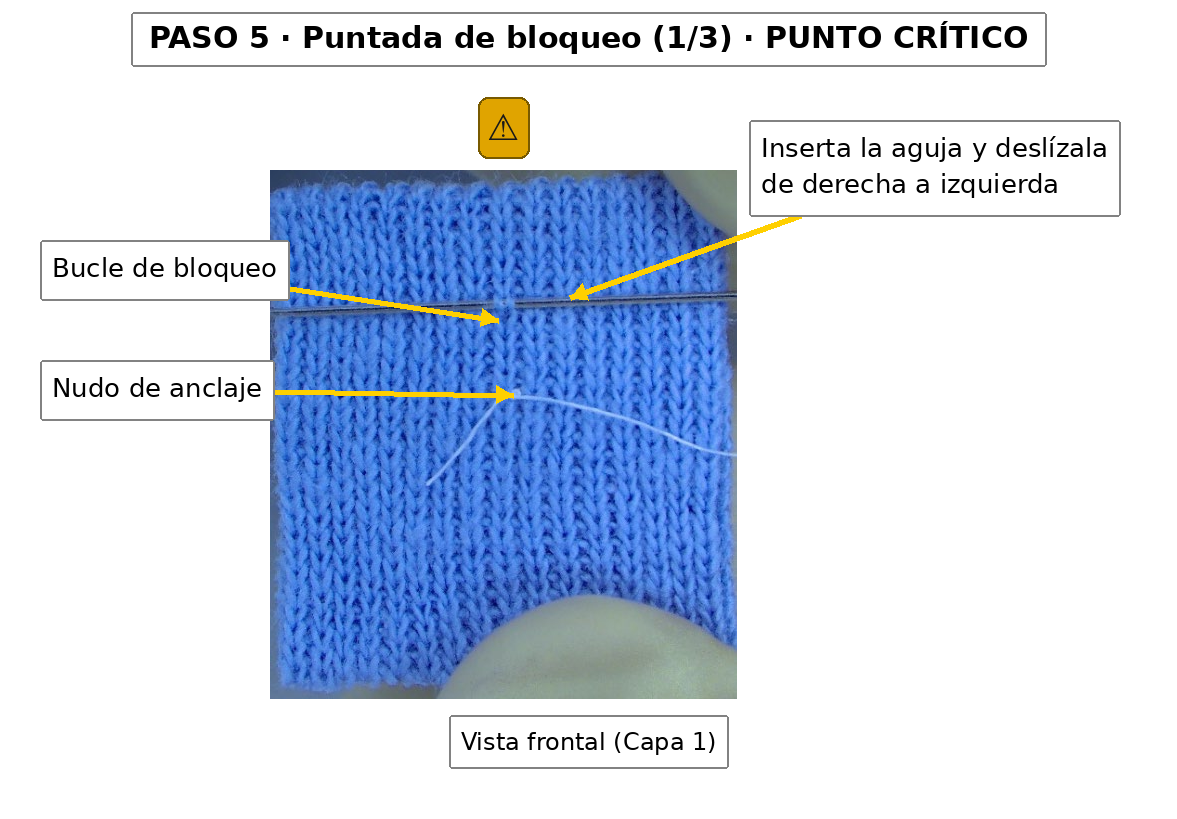 PASO 5 · Puntada de bloqueo (1/3) · PUNTO CRÍTICO
⚠
Inserta la aguja y deslízala
de derecha a izquierda
Bucle de bloqueo
Nudo de anclaje
Vista frontal (Capa 1)